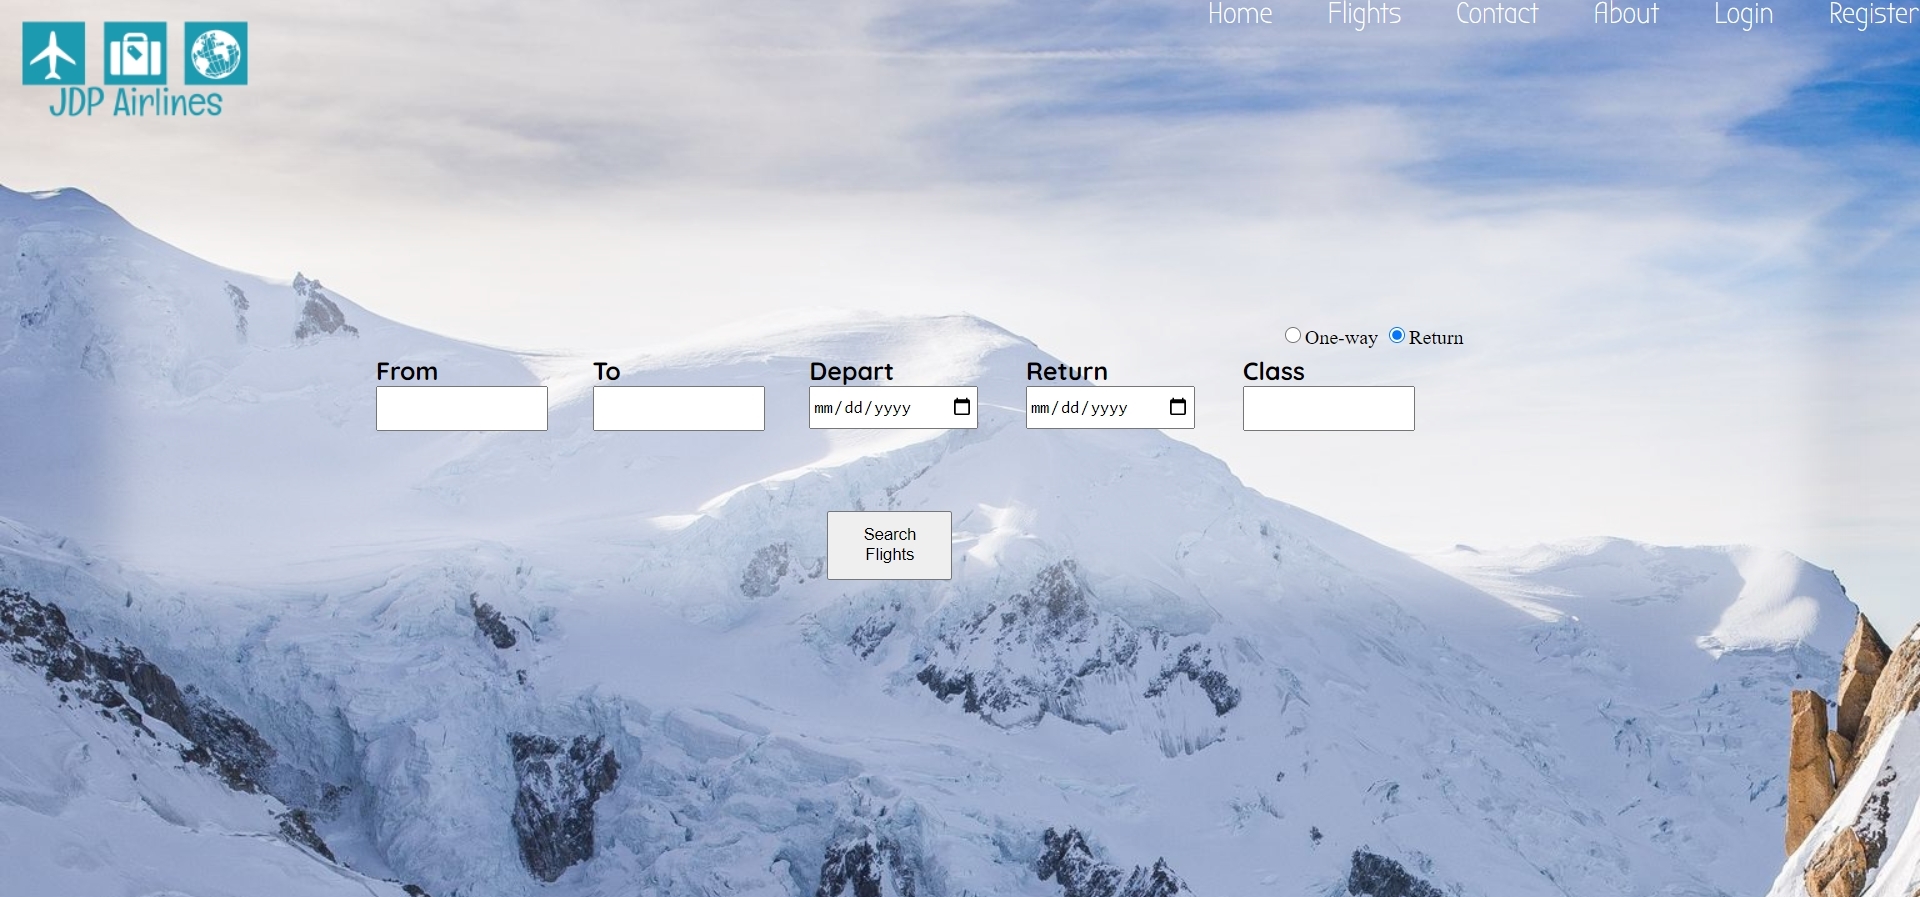 Home Flights Contact About Login Register
JDP Airlines
One-way Return
From To Depart Return Class
mm/dd/yyyy mm/dd/yyyy
Search
Flights